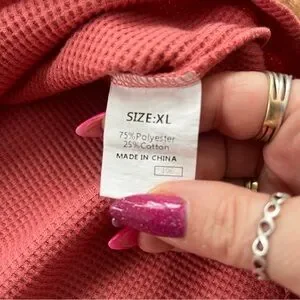 SIZE:XL
75%Polyester
25%Cotton
MADE IN CHINA